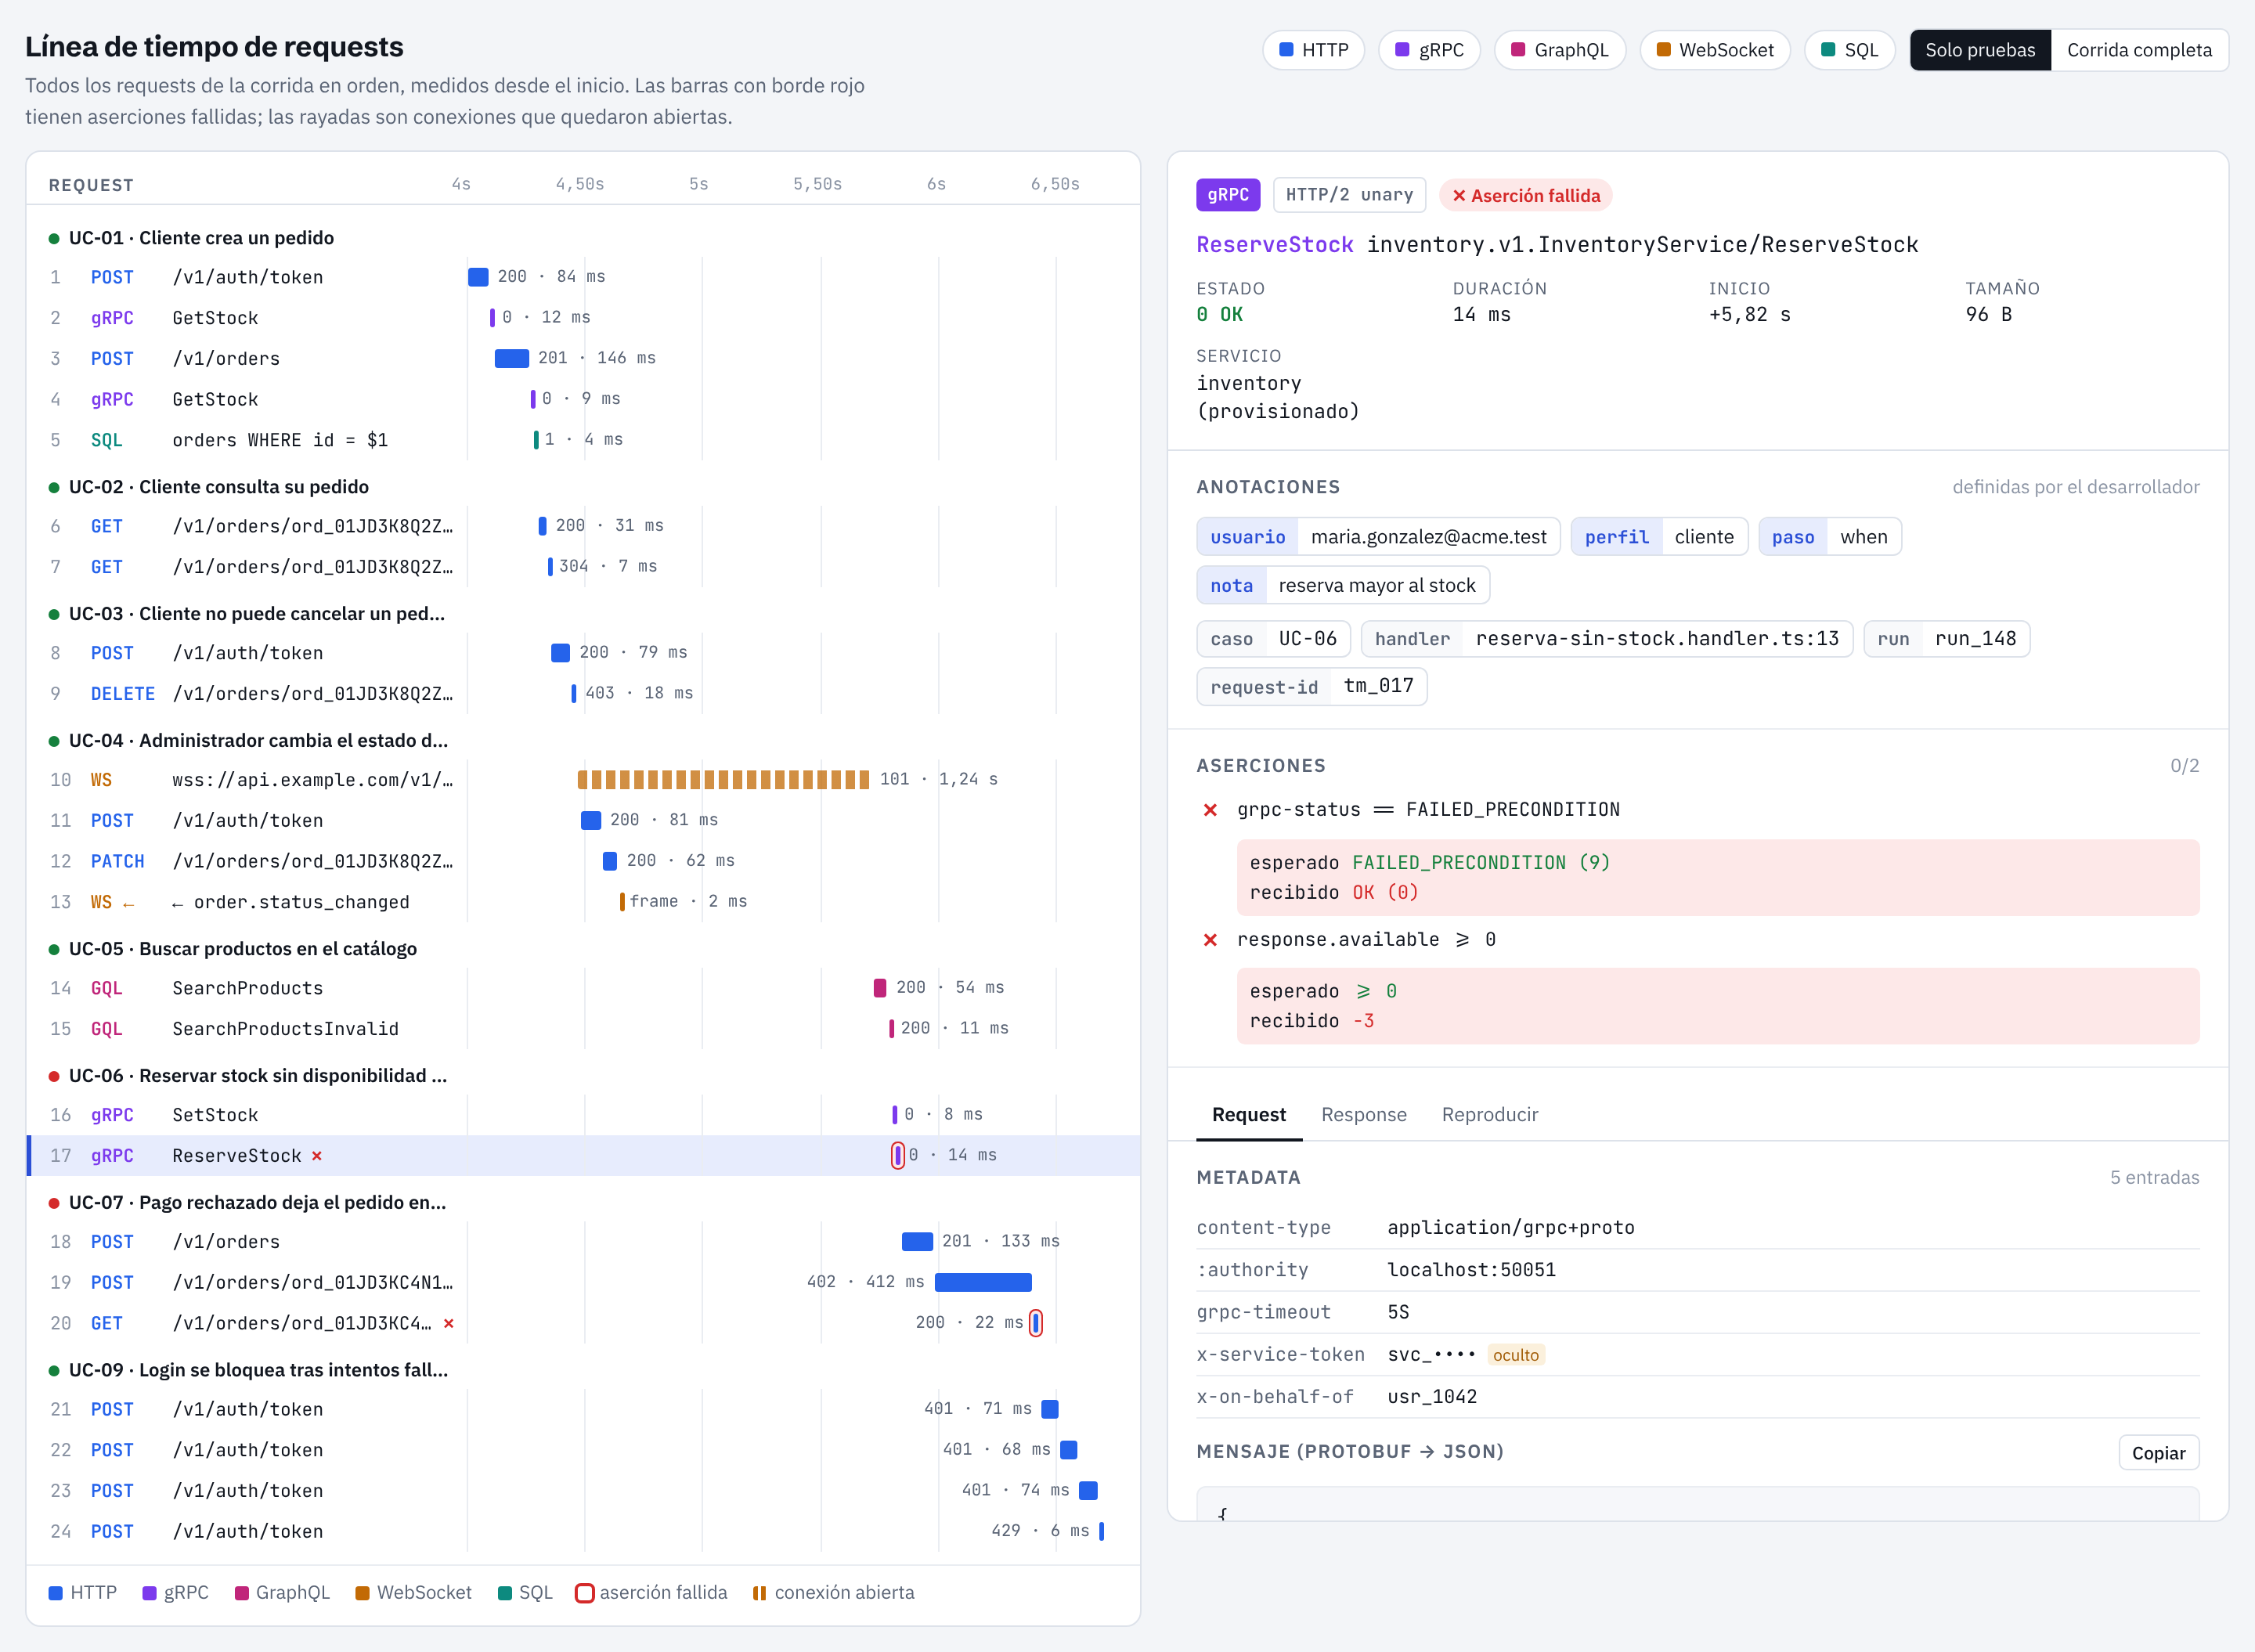 Línea de tiempo de requests
Todos los requests de la corrida en orden, medidos desde el inicio. Las barras con borde rojo
tienen aserciones fallidas; las rayadas son conexiones que quedaron abiertas.
HTTP gRPC GraphQL WebSocket SQL Solo pruebas Corrida completa
REQUEST 4s 4,50s 5s 5,50s 6s 6,50s
UC-01 · Cliente crea un pedido
1 POST /v1/auth/token 200 · 84 ms
2 gRPC GetStock 0 · 12 ms
3 POST /v1/orders 201 · 146 ms
4 gRPC GetStock 0 · 9 ms
5 SQL orders WHERE id = $1 1 · 4 ms
UC-02 · Cliente consulta su pedido
6 GET /v1/orders/ord_01JD3K8Q2Z… 200 · 31 ms
7 GET /v1/orders/ord_01JD3K8Q2Z… 304 · 7 ms
UC-03 · Cliente no puede cancelar un ped…
8 POST /v1/auth/token 200 · 79 ms
9 DELETE /v1/orders/ord_01JD3K8Q2Z… 403 · 18 ms
UC-04 · Administrador cambia el estado d…
10 WS wss://api.example.com/v1/… 101 · 1,24 s
11 POST /v1/auth/token 200 · 81 ms
12 PATCH /v1/orders/ord_01JD3K8Q2Z… 200 · 62 ms
13 WS ← ← order.status_changed frame · 2 ms
UC-05 · Buscar productos en el catálogo
14 GQL SearchProducts 200 · 54 ms
15 GQL SearchProductsInvalid 200 · 11 ms
UC-06 · Reservar stock sin disponibilidad …
16 gRPC SetStock 0 · 8 ms
17 gRPC ReserveStock × 0 · 14 ms
UC-07 · Pago rechazado deja el pedido en…
18 POST /v1/orders 201 · 133 ms
19 POST /v1/orders/ord_01JD3KC4N1… 402 · 412 ms
20 GET /v1/orders/ord_01JD3KC4… × 200 · 22 ms
UC-09 · Login se bloquea tras intentos fall…
21 POST /v1/auth/token 401 · 71 ms
22 POST /v1/auth/token 401 · 68 ms
23 POST /v1/auth/token 401 · 74 ms
24 POST /v1/auth/token 429 · 6 ms
HTTP gRPC GraphQL WebSocket SQL aserción fallida conexión abierta
gRPC HTTP/2 unary × Aserción fallida
ReserveStock inventory.v1.InventoryService/ReserveStock
ESTADO DURACIÓN INICIO TAMAÑO
0 OK 14 ms +5,82 s 96 B
SERVICIO
inventory
(provisionado)
ANOTACIONES definidas por el desarrollador
usuario maria.gonzalez@acme.test perfil cliente paso when
nota reserva mayor al stock
caso UC-06 handler reserva-sin-stock.handler.ts:13 run run_148
request-id tm_017
ASERCIONES 0/2
× grpc-status == FAILED_PRECONDITION
esperado FAILED_PRECONDITION (9)
recibido OK (0)
× response.available >= 0
esperado >= 0
recibido -3
Request Response Reproducir
METADATA 5 entradas
content-type application/grpc+proto
:authority localhost:50051
grpc-timeout 5S
x-service-token svc_•••• oculto
x-on-behalf-of usr_1042
MENSAJE (PROTOBUF → JSON) Copiar
{